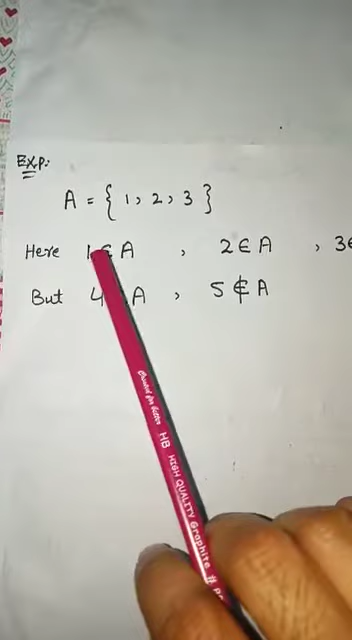 Exp:
A = { 1, 2, 3 }
Here 1 ∈ A , 2 ∈ A , 3 ∈
But 4 A , 5 ∉ A
HB HIGH QUALITY Graphite